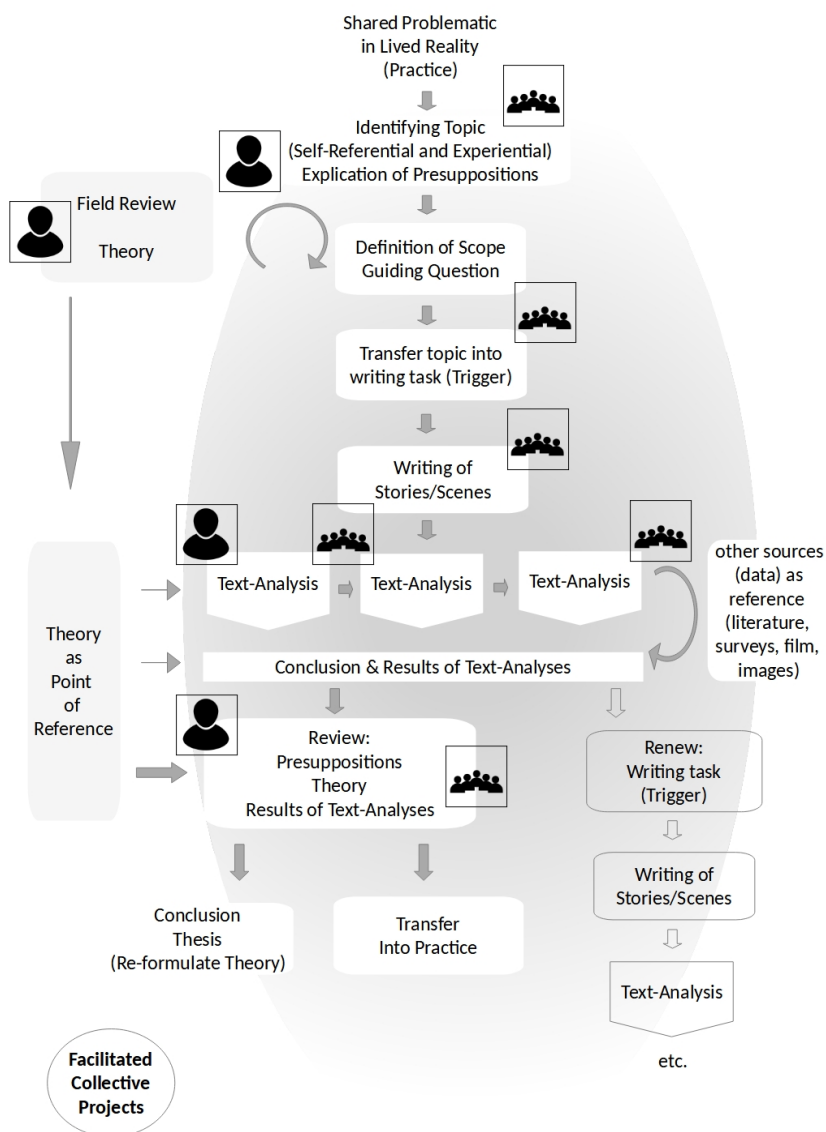 Shared Problematic
in Lived Reality
(Practice)
Identifying Topic
(Self-Referential and Experiential)
Explication of Presuppositions
Field Review
Theory
Definition of Scope
Guiding Question
Transfer topic into
writing task (Trigger)
Writing of
Stories/Scenes
Text-Analysis
Text-Analysis
Text-Analysis
other sources
(data) as
reference
(literature,
surveys, film,
images)
Theory
as
Point
of
Reference
Conclusion & Results of Text-Analyses
Review:
Presuppositions
Theory
Results of Text-Analyses
Renew:
Writing task
(Trigger)
Writing of
Stories/Scenes
Conclusion
Thesis
(Re-formulate Theory)
Transfer
Into Practice
Text-Analysis
etc.
Facilitated
Collective
Projects